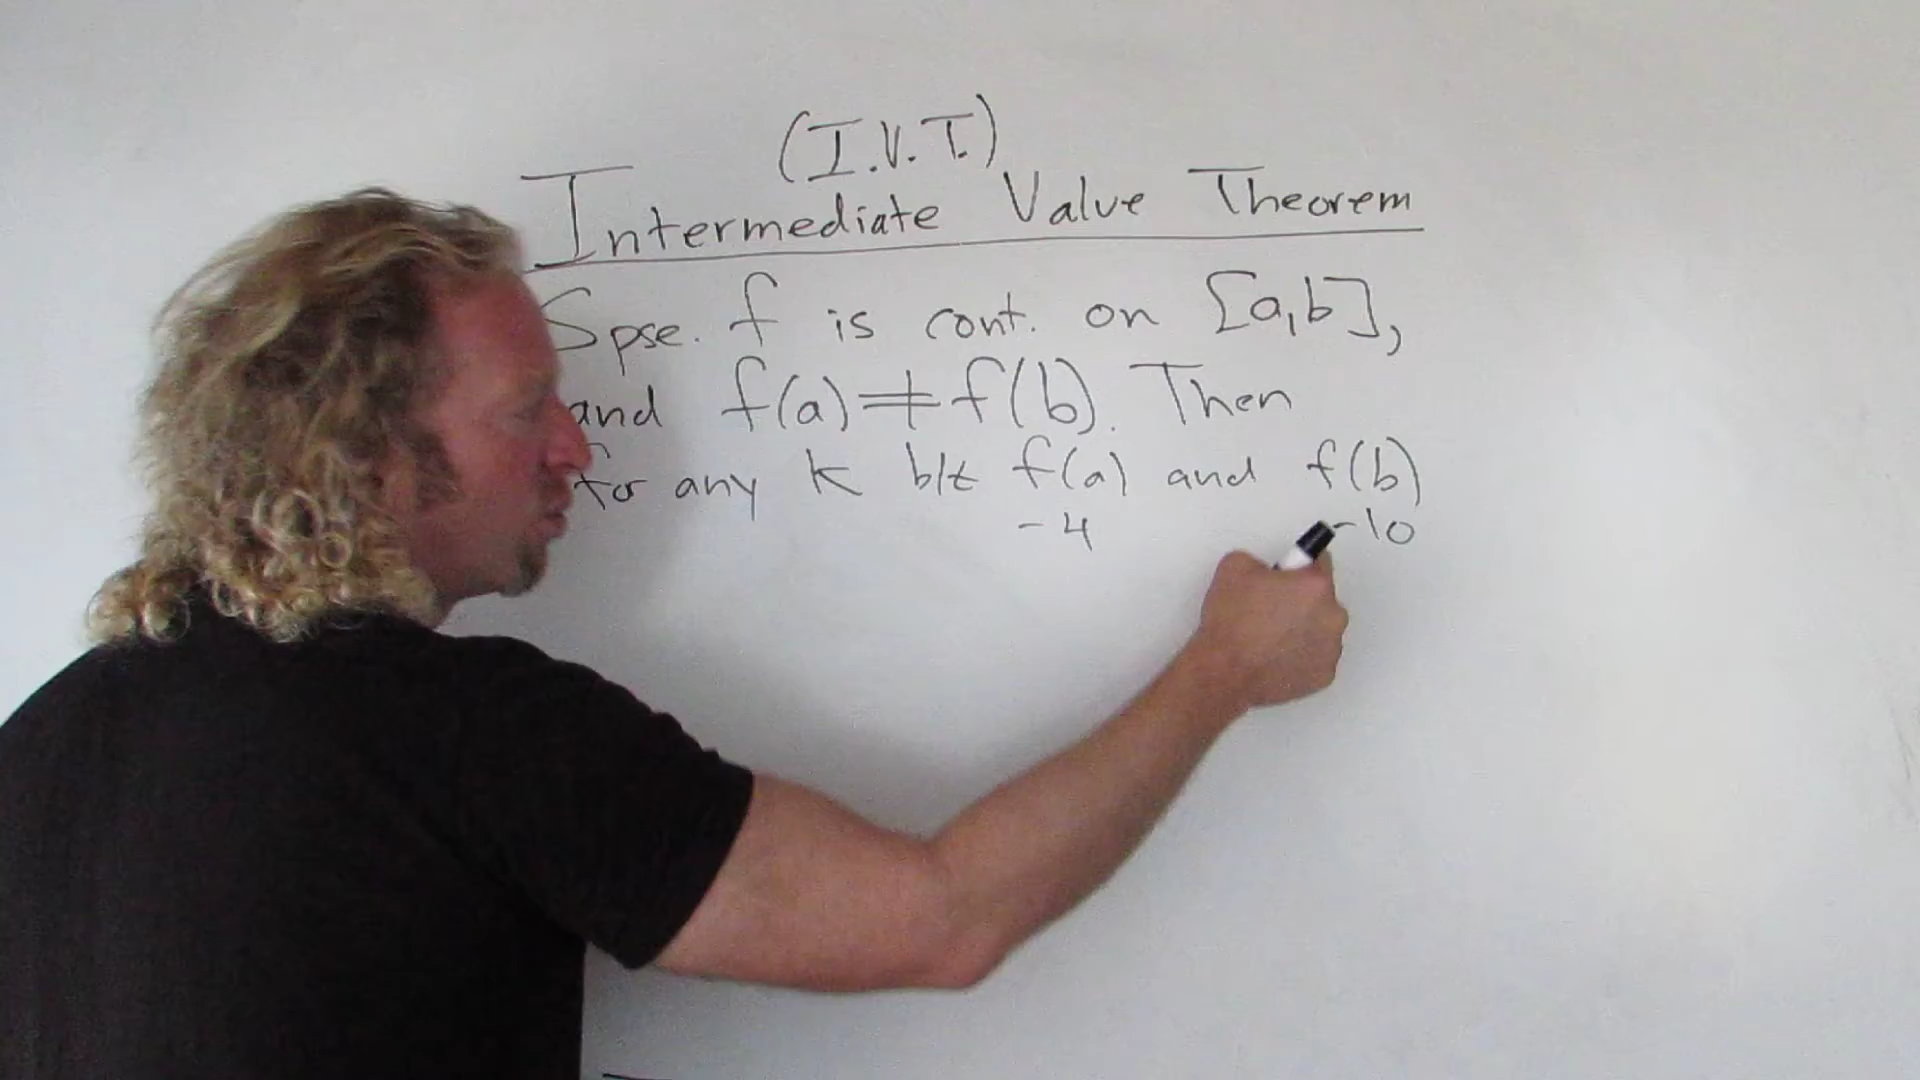 (I.V.T.)
Intermediate Value Theorem
Spse. f is cont. on [a,b],
and f(a)≠f(b). Then
for any k b/t f(a) and f(b)
-4 -10